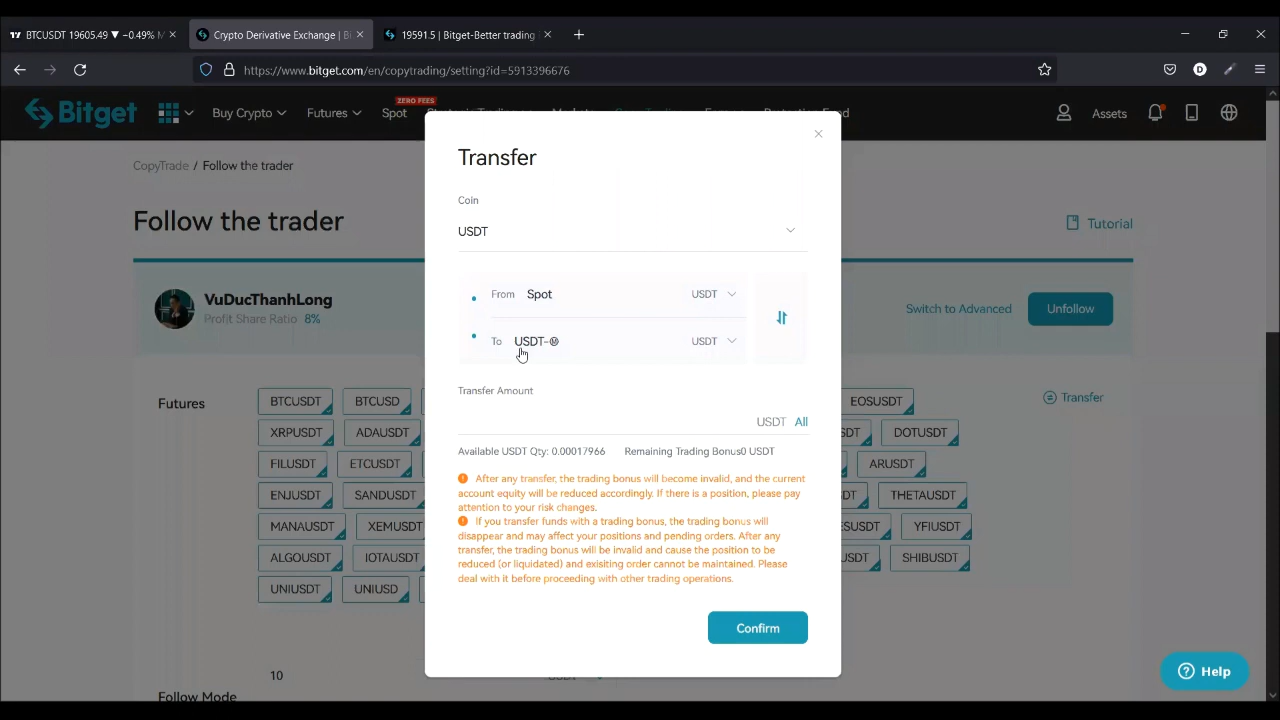 BTCUSDT 19605.49 ▼ −0.49%
Crypto Derivative Exchange | Bi
19591.5 | Bitget-Better trading
https://www.bitget.com/en/copytrading/setting?id=5913396676
D
Bitget
Buy Crypto
Futures
Spot
ZERO FEES
Assets
CopyTrade / Follow the trader
Follow the trader
Tutorial
VuDucThanhLong
Profit Share Ratio 8%
Switch to Advanced
Unfollow
Futures
BTCUSDT
BTCUSD
EOSUSDT
Transfer
XRPUSDT
ADAUSDT
DOTUSDT
FILUSDT
ETCUSDT
ARUSDT
ENJUSDT
SANDUSDT
THETAUSDT
MANAUSDT
XEMUSDT
YFIUSDT
ALGOUSDT
IOTAUSDT
SHIBUSDT
UNIUSDT
UNIUSD
10
Follow Mode
Transfer
Coin
USDT
From Spot USDT
To USDT-Ⓜ USDT
Transfer Amount
USDT All
Available USDT Qty: 0.00017966 Remaining Trading Bonus0 USDT
After any transfer, the trading bonus will become invalid, and the current
account equity will be reduced accordingly. If there is a position, please pay
attention to your risk changes.
If you transfer funds with a trading bonus, the trading bonus will
disappear and may affect your positions and pending orders. After any
transfer, the trading bonus will be invalid and cause the position to be
reduced (or liquidated) and exisiting order cannot be maintained. Please
deal with it before proceeding with other trading operations.
Confirm
Help